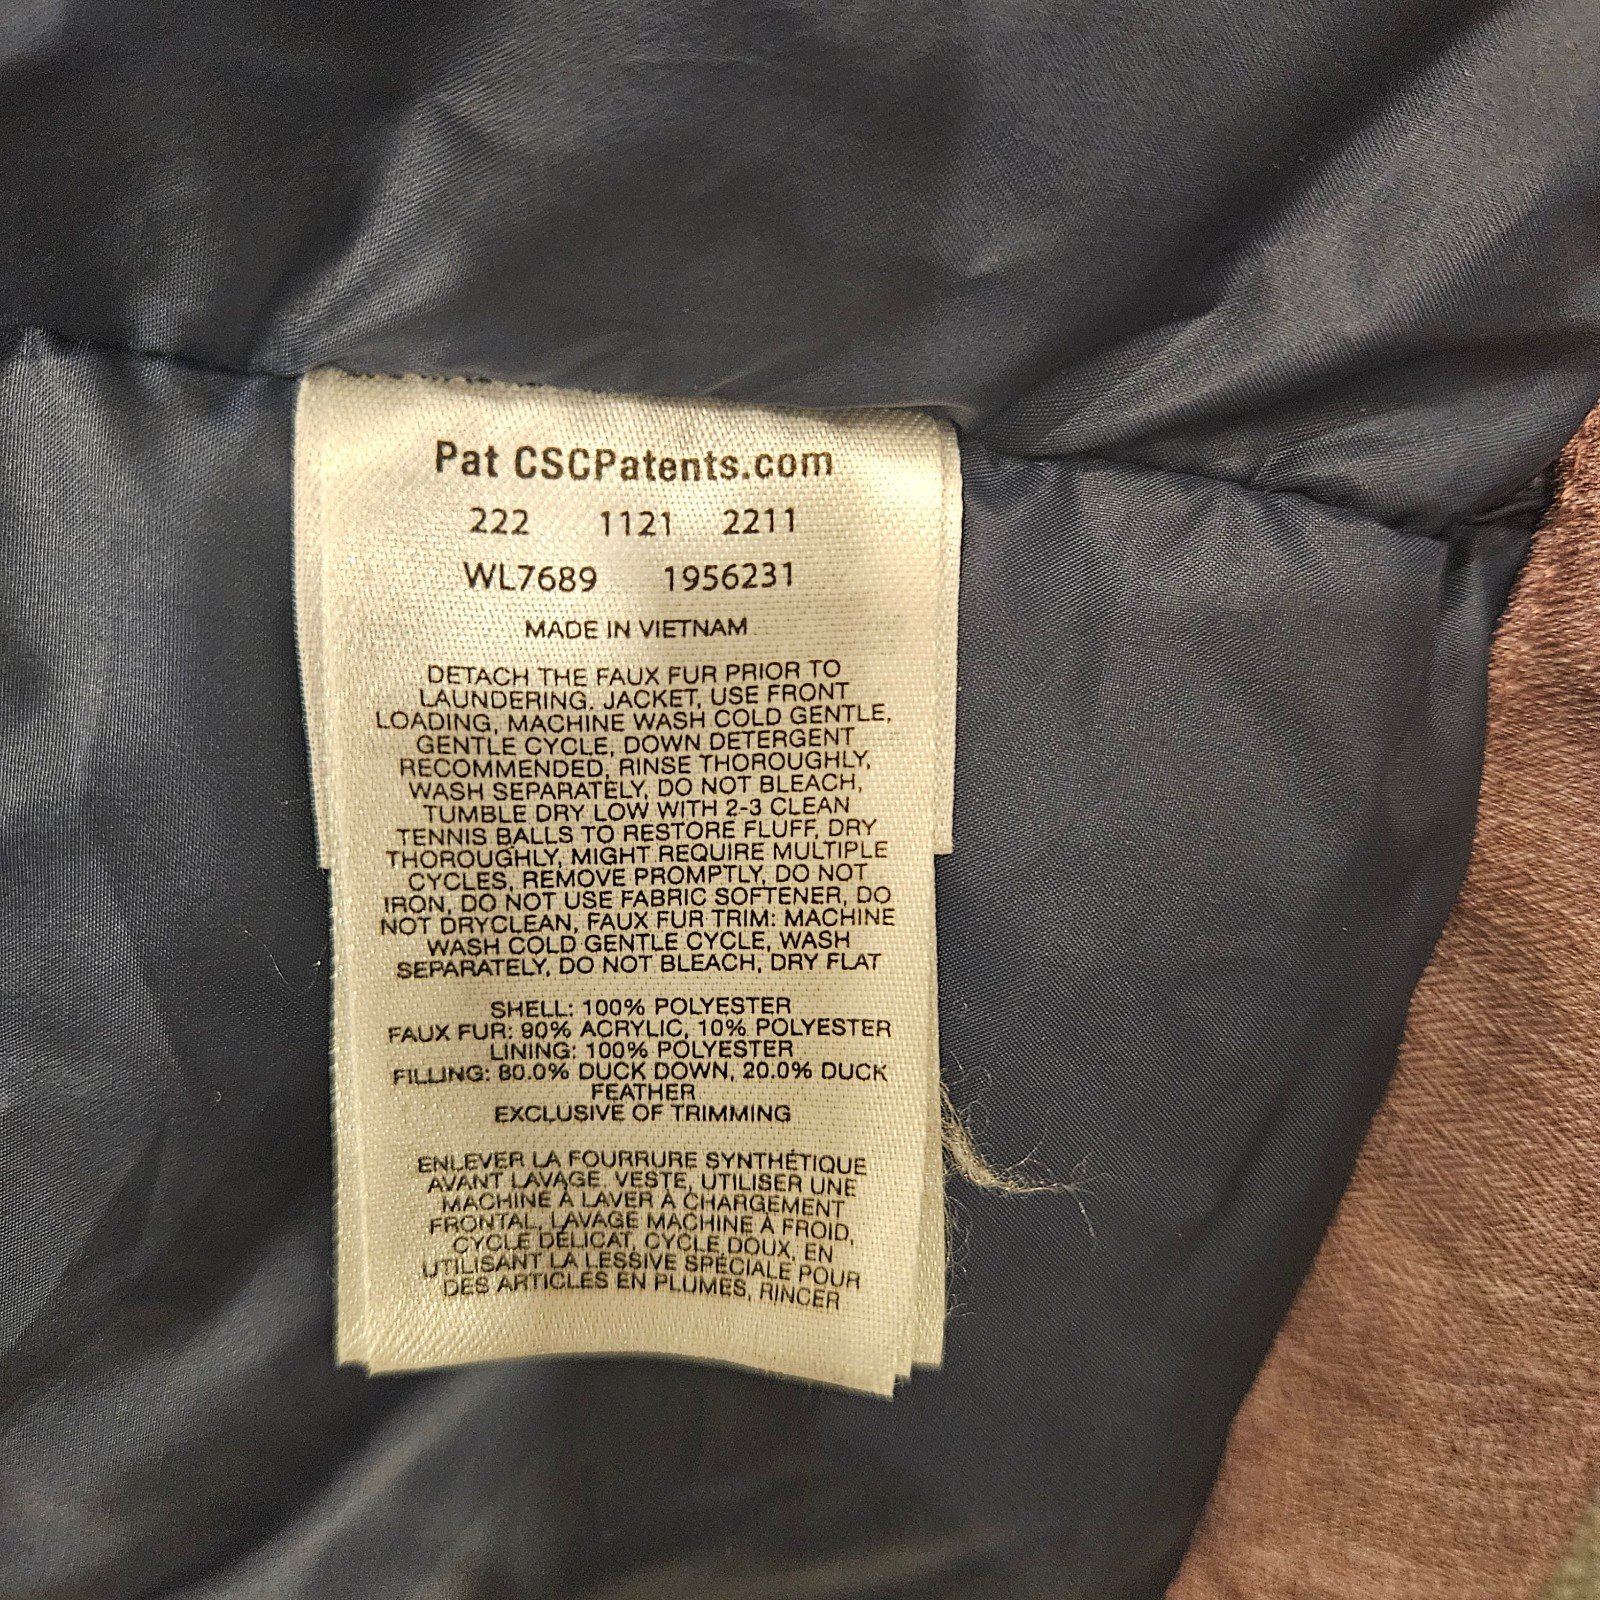 Pat CSCPatents.com
222 1121 2211
WL7689 1956231
MADE IN VIETNAM
DETACH THE FAUX FUR PRIOR TO
LAUNDERING. JACKET, USE FRONT
LOADING, MACHINE WASH COLD GENTLE,
GENTLE CYCLE, DOWN DETERGENT
RECOMMENDED, RINSE THOROUGHLY,
WASH SEPARATELY, DO NOT BLEACH,
TUMBLE DRY LOW WITH 2-3 CLEAN
TENNIS BALLS TO RESTORE FLUFF, DRY
THOROUGHLY, MIGHT REQUIRE MULTIPLE
CYCLES, REMOVE PROMPTLY, DO NOT
IRON, DO NOT USE FABRIC SOFTENER, DO
NOT DRYCLEAN, FAUX FUR TRIM: MACHINE
WASH COLD GENTLE CYCLE, WASH
SEPARATELY, DO NOT BLEACH, DRY FLAT
SHELL: 100% POLYESTER
FAUX FUR: 90% ACRYLIC, 10% POLYESTER
LINING: 100% POLYESTER
FILLING: 80.0% DUCK DOWN, 20.0% DUCK
FEATHER
EXCLUSIVE OF TRIMMING
ENLEVER LA FOURRURE SYNTHÉTIQUE
AVANT LAVAGE. VESTE, UTILISER UNE
MACHINE À LAVER À CHARGEMENT
FRONTAL, LAVAGE MACHINE À FROID,
CYCLE DÉLICAT, CYCLE DOUX, EN
UTILISANT LA LESSIVE SPÉCIALE POUR
DES ARTICLES EN PLUMES, RINCER